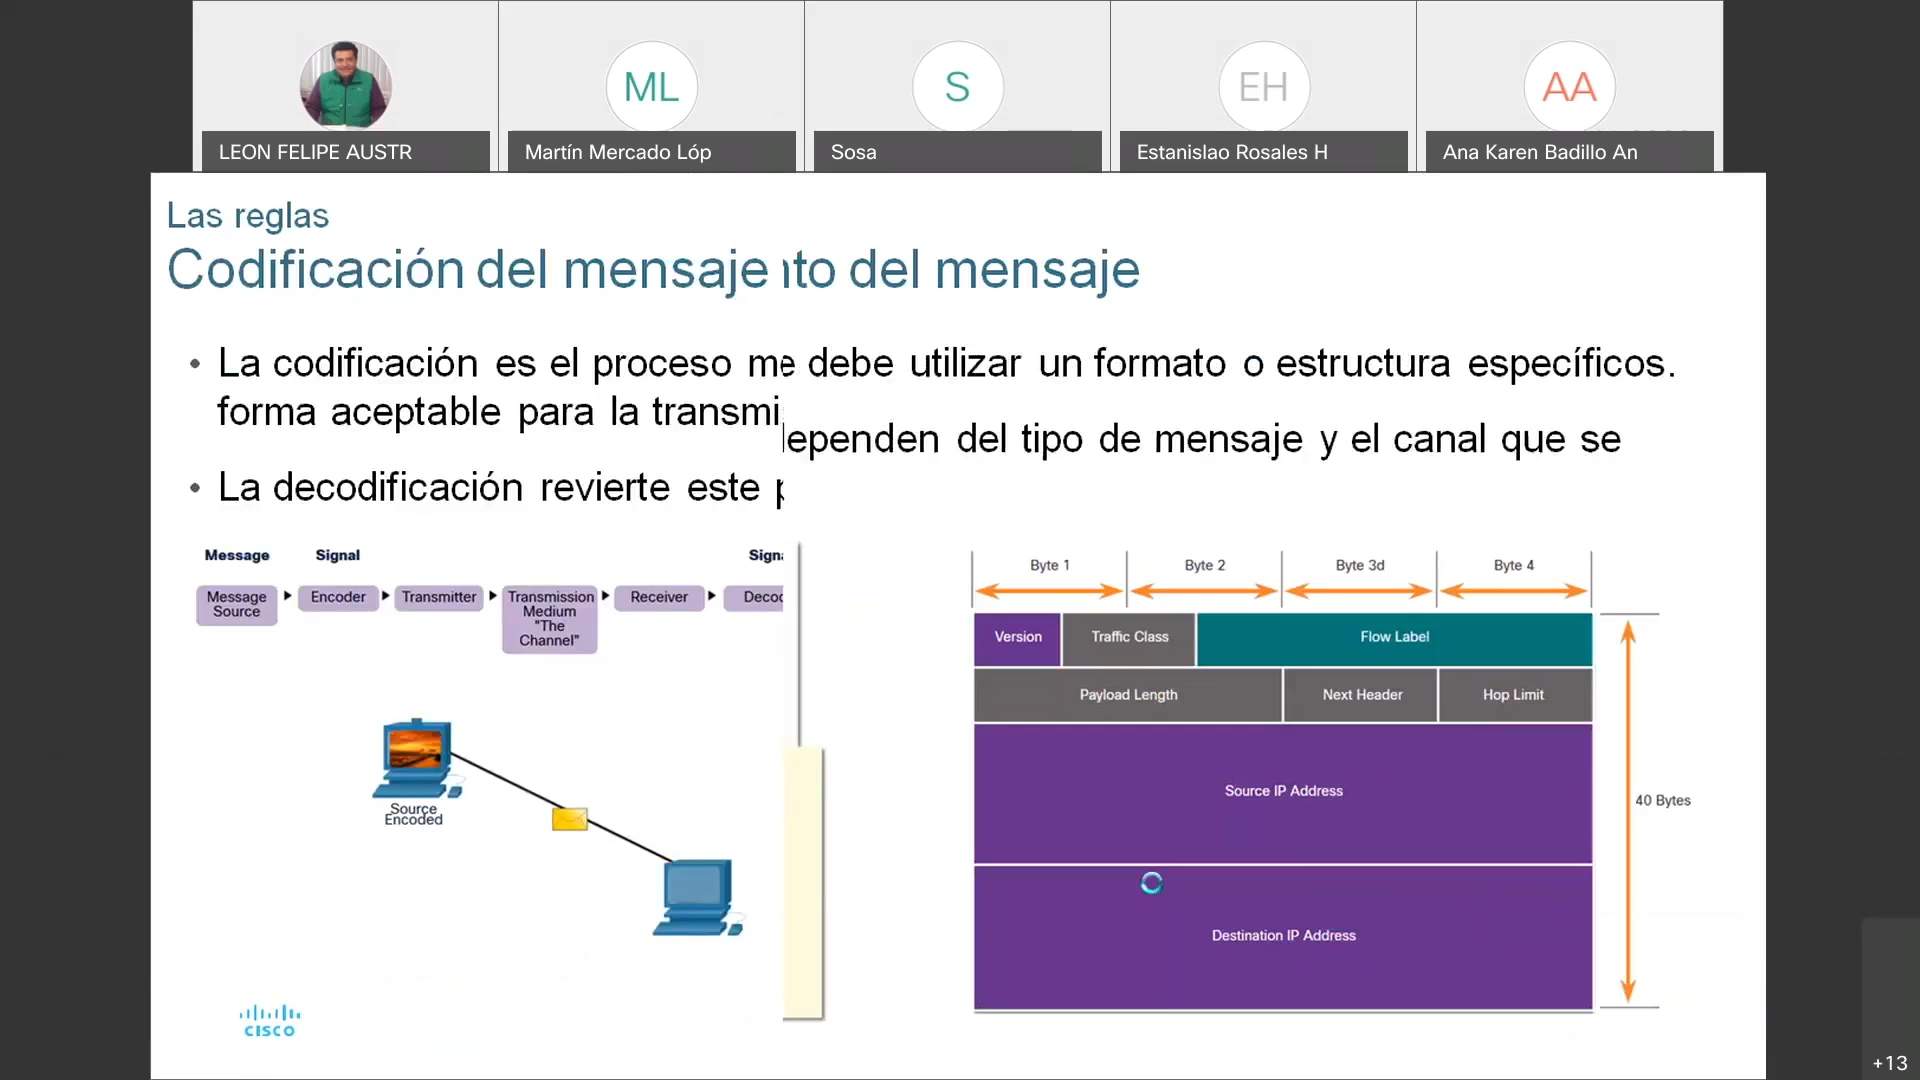 ML
S
EH
AA
LEON FELIPE AUSTR
Martín Mercado Lóp
Sosa
Estanislao Rosales H
Ana Karen Badillo An
Las reglas
Codificación del mensaje to del mensaje
• La codificación es el proceso me debe utilizar un formato o estructura específicos.
forma aceptable para la transmi
ependen del tipo de mensaje y el canal que se
• La decodificación revierte este
Message
Signal
Signa
Message
Source
Encoder
Transmitter
Transmission
Medium
"The
Channel"
Receiver
Decoc
Source
Encoded
Byte 1
Byte 2
Byte 3d
Byte 4
Version
Traffic Class
Flow Label
Payload Length
Next Header
Hop Limit
Source IP Address
40 Bytes
Destination IP Address
CISCO
+13